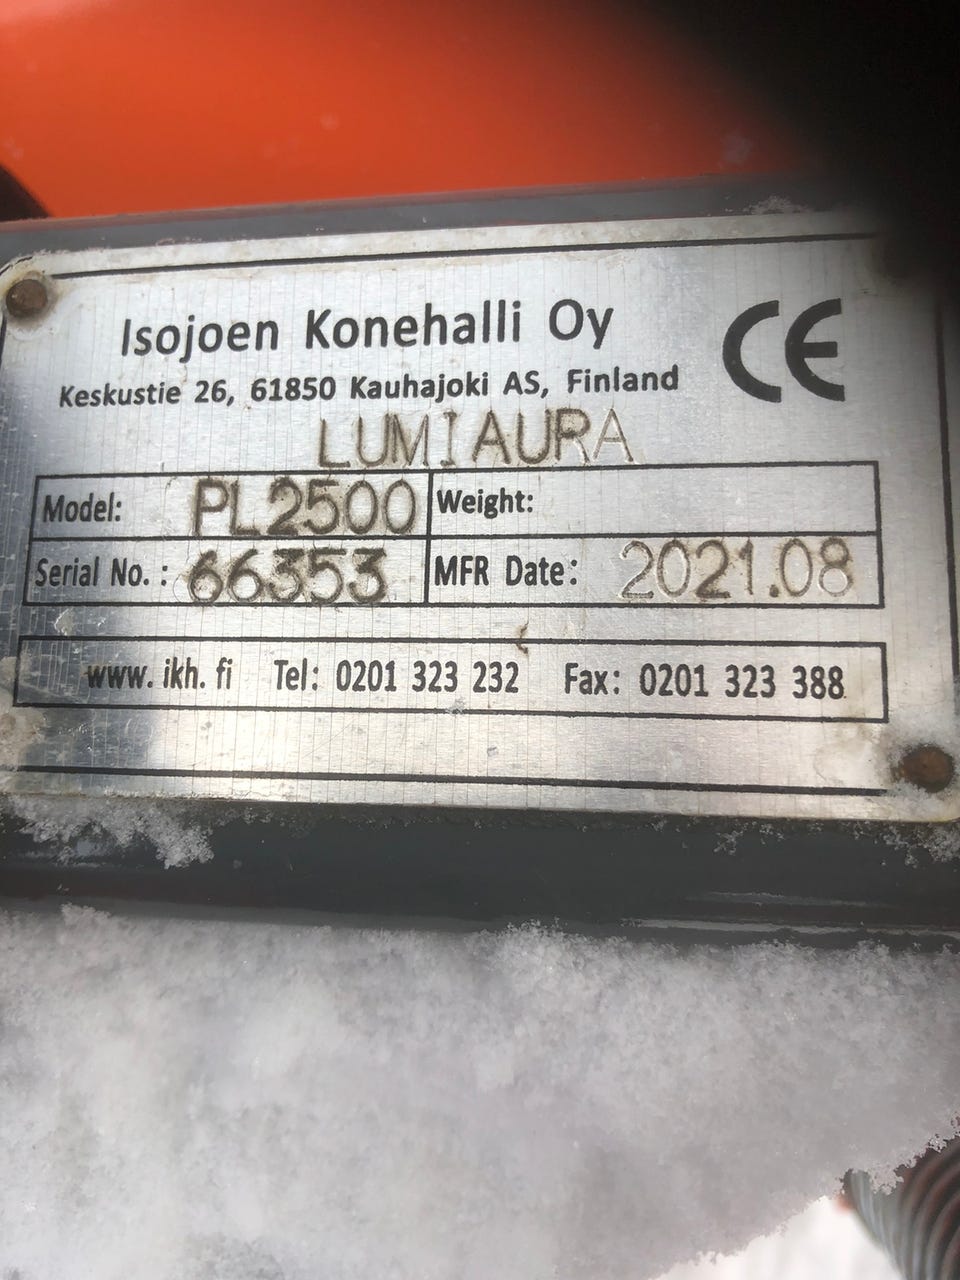 Isojoen Konehalli Oy
CE
Keskustie 26, 61850 Kauhajoki AS, Finland
LUMIAURA
Model: PL2500 Weight:
Serial No. : 66353 MFR Date: 2021.08
www. ikh. fi Tel: 0201 323 232 Fax: 0201 323 388